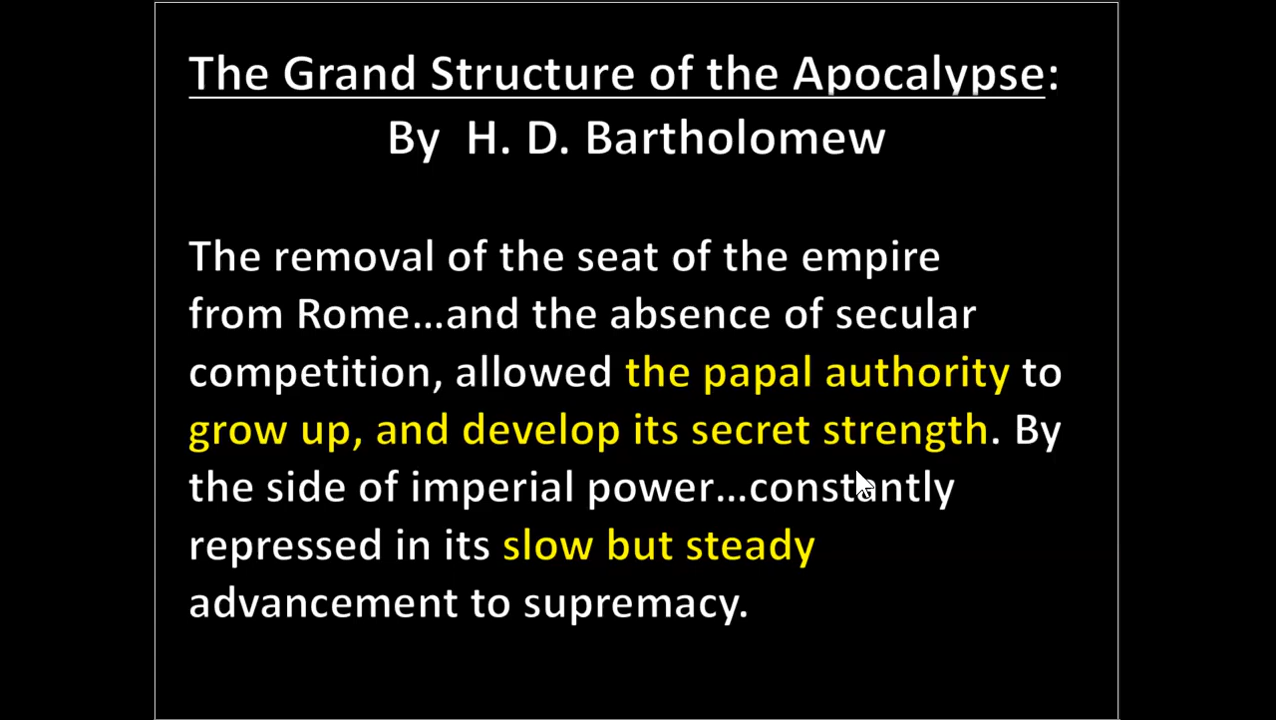 The Grand Structure of the Apocalypse:
By H. D. Bartholomew
The removal of the seat of the empire
from Rome...and the absence of secular
competition, allowed the papal authority to
grow up, and develop its secret strength. By
the side of imperial power...constantly
repressed in its slow but steady
advancement to supremacy.